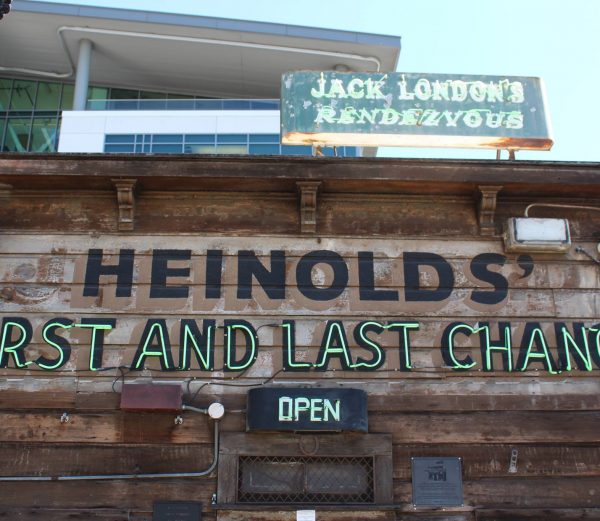 JACK LONDON'S
RENDEZVOUS
HEINOLDS'
RST AND LAST CHAN
OPEN